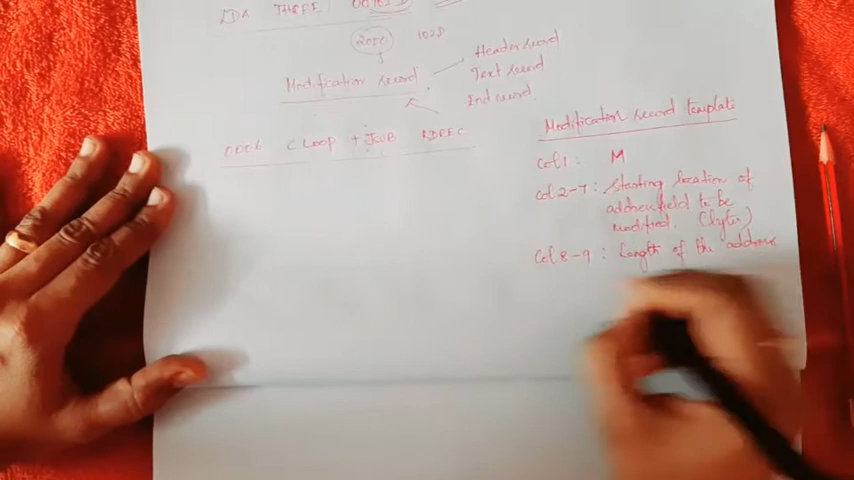 LDA THREE
2000 102D
Modification record
Header record
Text record
End record
0006 CLOOP +JSUB RDREC
Modification record template
Col 1 : M
Col 2-7 : Starting location of
address field to be
modified. (bytes)
Col 8-9 : Length of the address